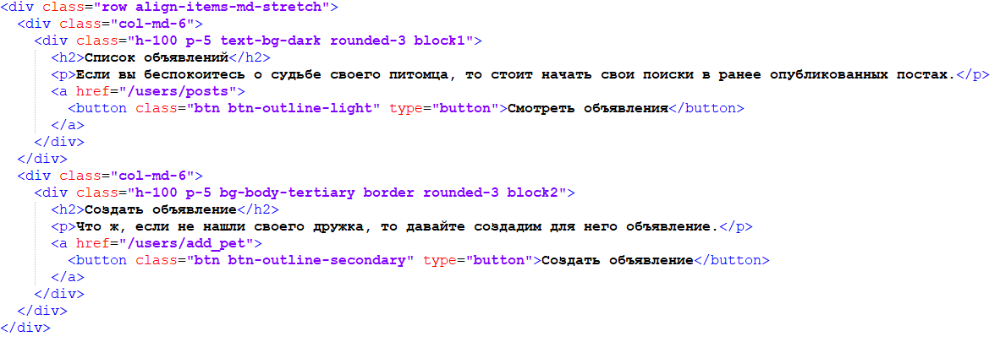 <div class="row align-items-md-stretch">
  <div class="col-md-6">
    <div class="h-100 p-5 text-bg-dark rounded-3 block1">
      <h2>Список объявлений</h2>
      <p>Если вы беспокоитесь о судьбе своего питомца, то стоит начать свои поиски в ранее опубликованных постах.</p>
      <a href="/users/posts">
        <button class="btn btn-outline-light" type="button">Смотреть объявления</button>
      </a>
    </div>
  </div>
  <div class="col-md-6">
    <div class="h-100 p-5 bg-body-tertiary border rounded-3 block2">
      <h2>Создать объявление</h2>
      <p>Что ж, если не нашли своего дружка, то давайте создадим для него объявление.</p>
      <a href="/users/add_pet">
        <button class="btn btn-outline-secondary" type="button">Создать объявление</button>
      </a>
    </div>
  </div>
</div>